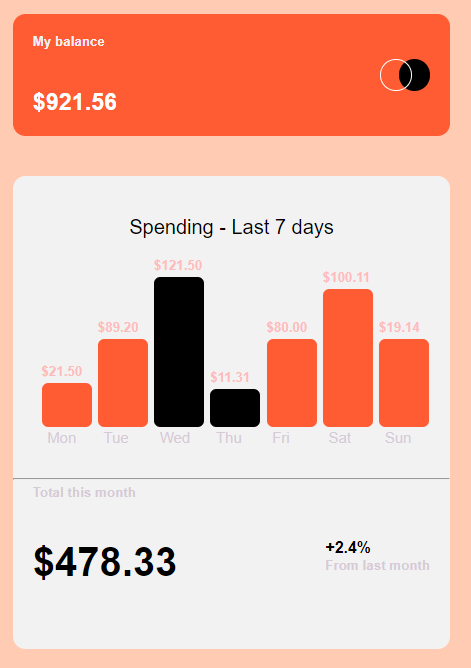 My balance
$921.56
Spending - Last 7 days
$21.50 $89.20 $121.50 $11.31 $80.00 $100.11 $19.14
Mon Tue Wed Thu Fri Sat Sun
Total this month
$478.33
+2.4%
From last month